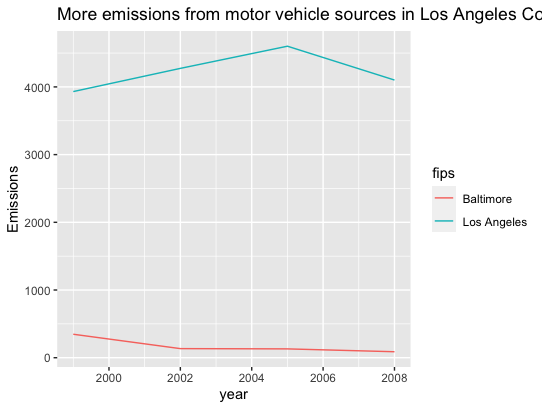 More emissions from motor vehicle sources in Los Angeles Co
Emissions
4000
3000
2000
1000
0
2000 2002 2004 2006 2008
year
fips
Baltimore
Los Angeles